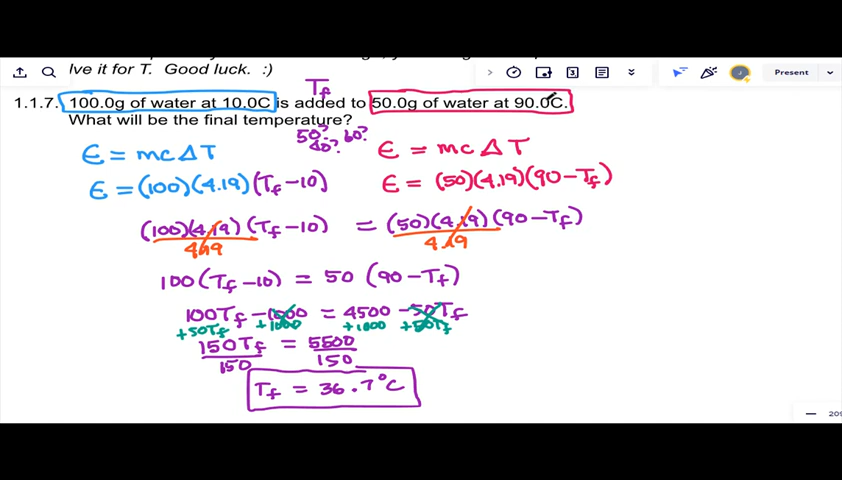 lve it for T. Good luck. :)
Present
Tf
1.1.7. 100.0g of water at 10.0C is added to 50.0g of water at 90.0C.
What will be the final temperature?
50? 60?
40?
E = mcΔT
E = mcΔT
E = (100)(4.19)(Tf-10)
E = (50)(4.19)(90-Tf)
(100)(4.19)(Tf-10) = (50)(4.19)(90-Tf)
4.19 4.19
100(Tf-10) = 50 (90-Tf)
100Tf -1000 = 4500 -50Tf
+50Tf +1000 +1000 +50Tf
150Tf = 5500
150 150
Tf = 36.7°C